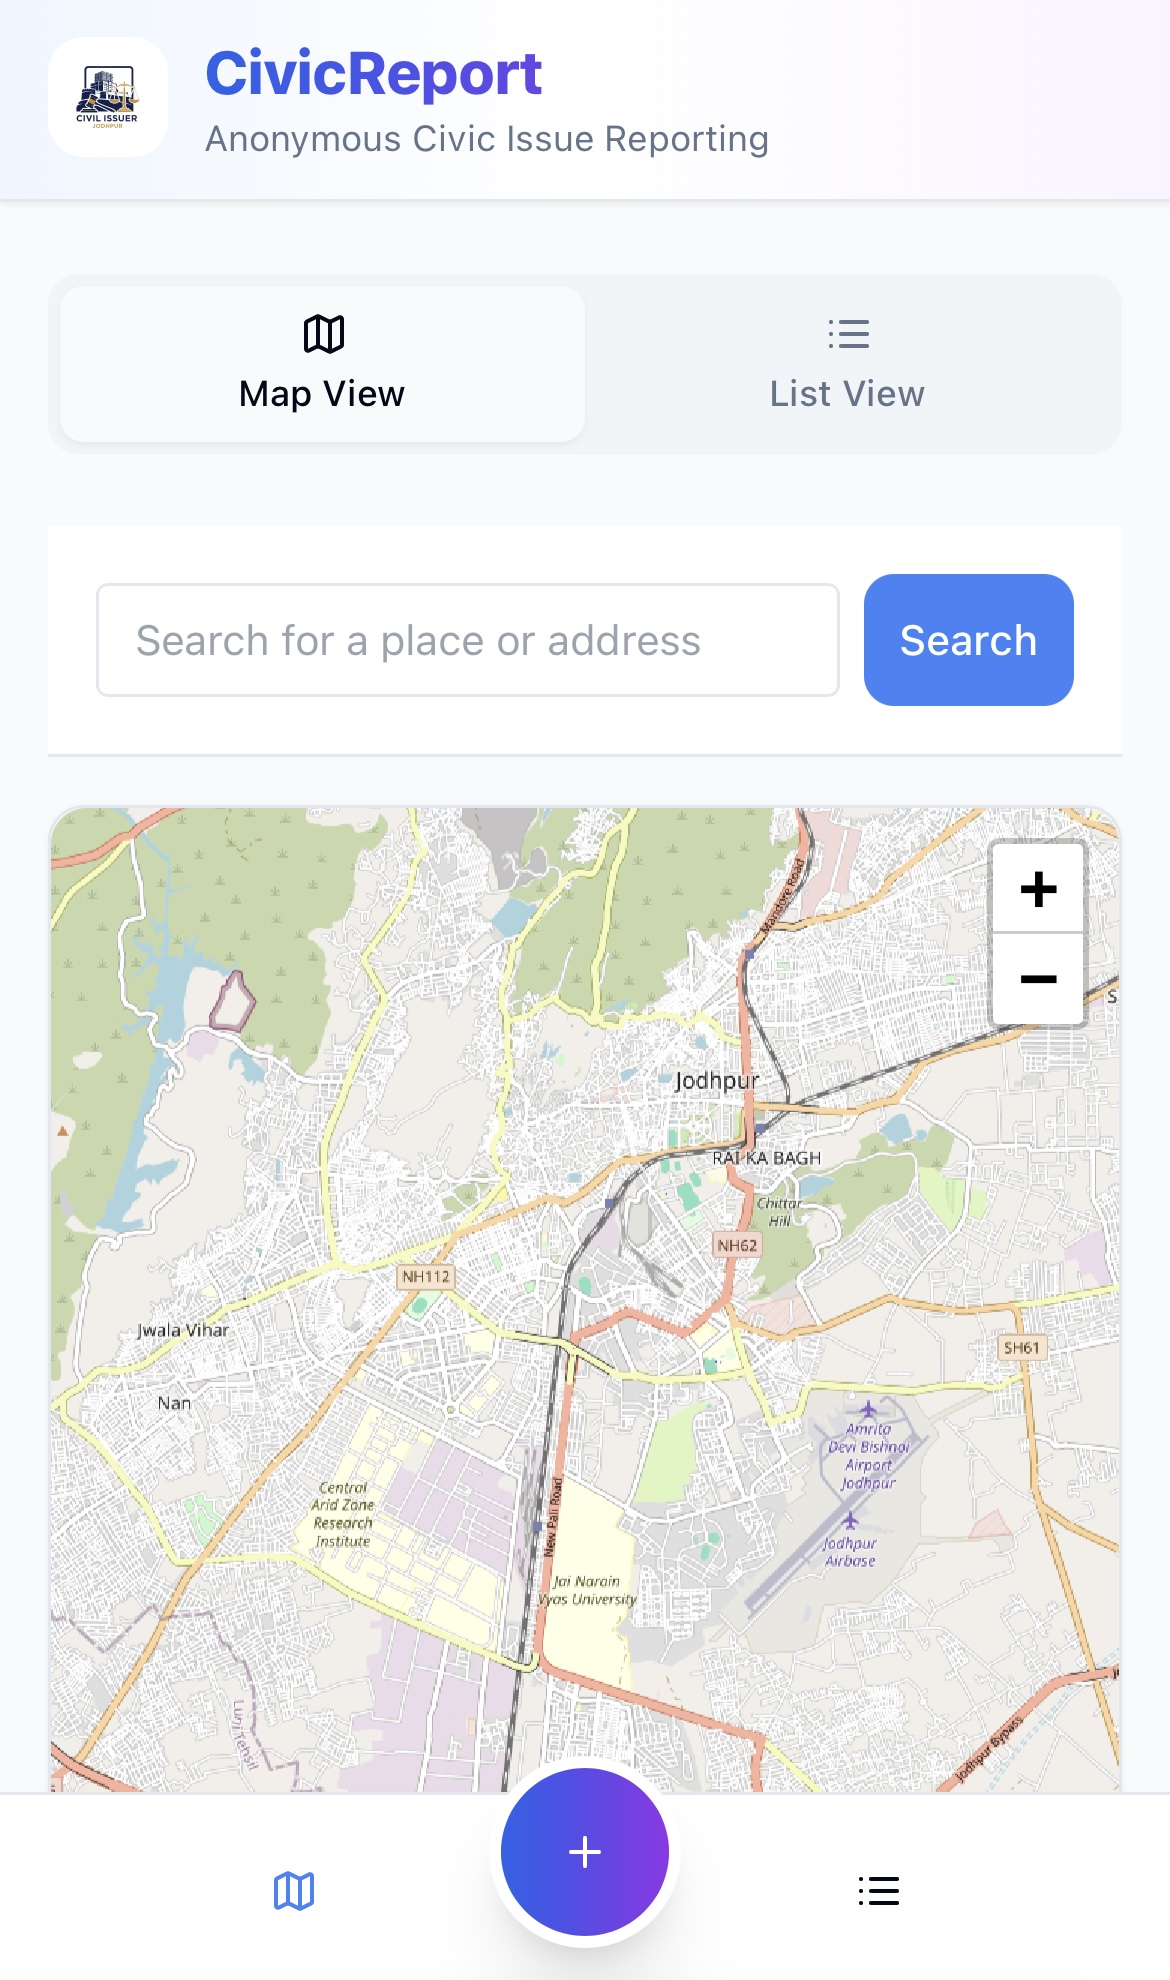 CIVIL ISSUER
JODHPUR
CivicReport
Anonymous Civic Issue Reporting
Map View
List View
Search for a place or address
Search
+
−
Mandore Road
S
Jodhpur
RAI KA BAGH
Chittar
Hill
NH62
NH112
Jwala Vihar
SH61
Nan
Amrita
Devi Bishnoi
Airport
Jodhpur
Central
Arid Zone
Research
Institute
New Pali Road
Jodhpur
Airbase
Jai Narain
Vyas University
Luni Tehsil
Jodhpur Bypass
+